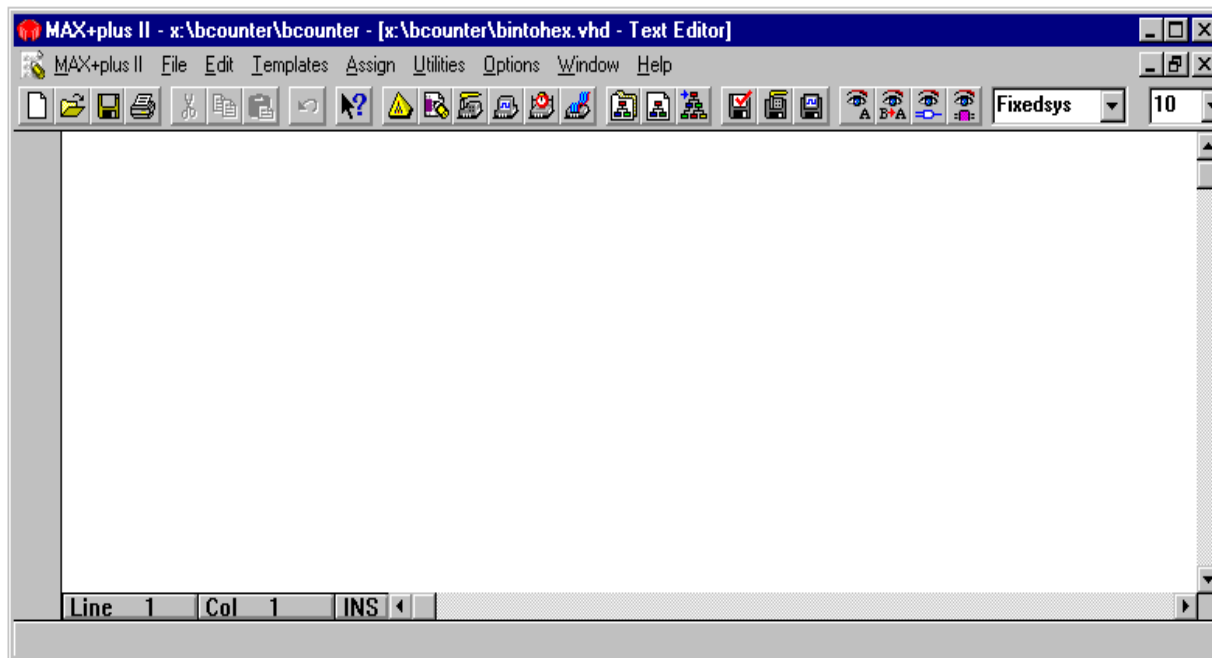 MAX+plus II - x:\bcounter\bcounter - [x:\bcounter\bintohex.vhd - Text Editor]
MAX+plus II File Edit Templates Assign Utilities Options Window Help
Fixedsys 10
Line 1 Col 1 INS